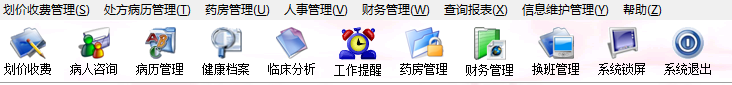 划价收费管理(S) 处方病历管理(T) 药房管理(U) 人事管理(V) 财务管理(W) 查询报表(X) 信息维护管理(Y) 帮助(Z)
划价收费 病人咨询 病历管理 健康档案 临床分析 工作提醒 药房管理 财务管理 换班管理 系统锁屏 系统退出